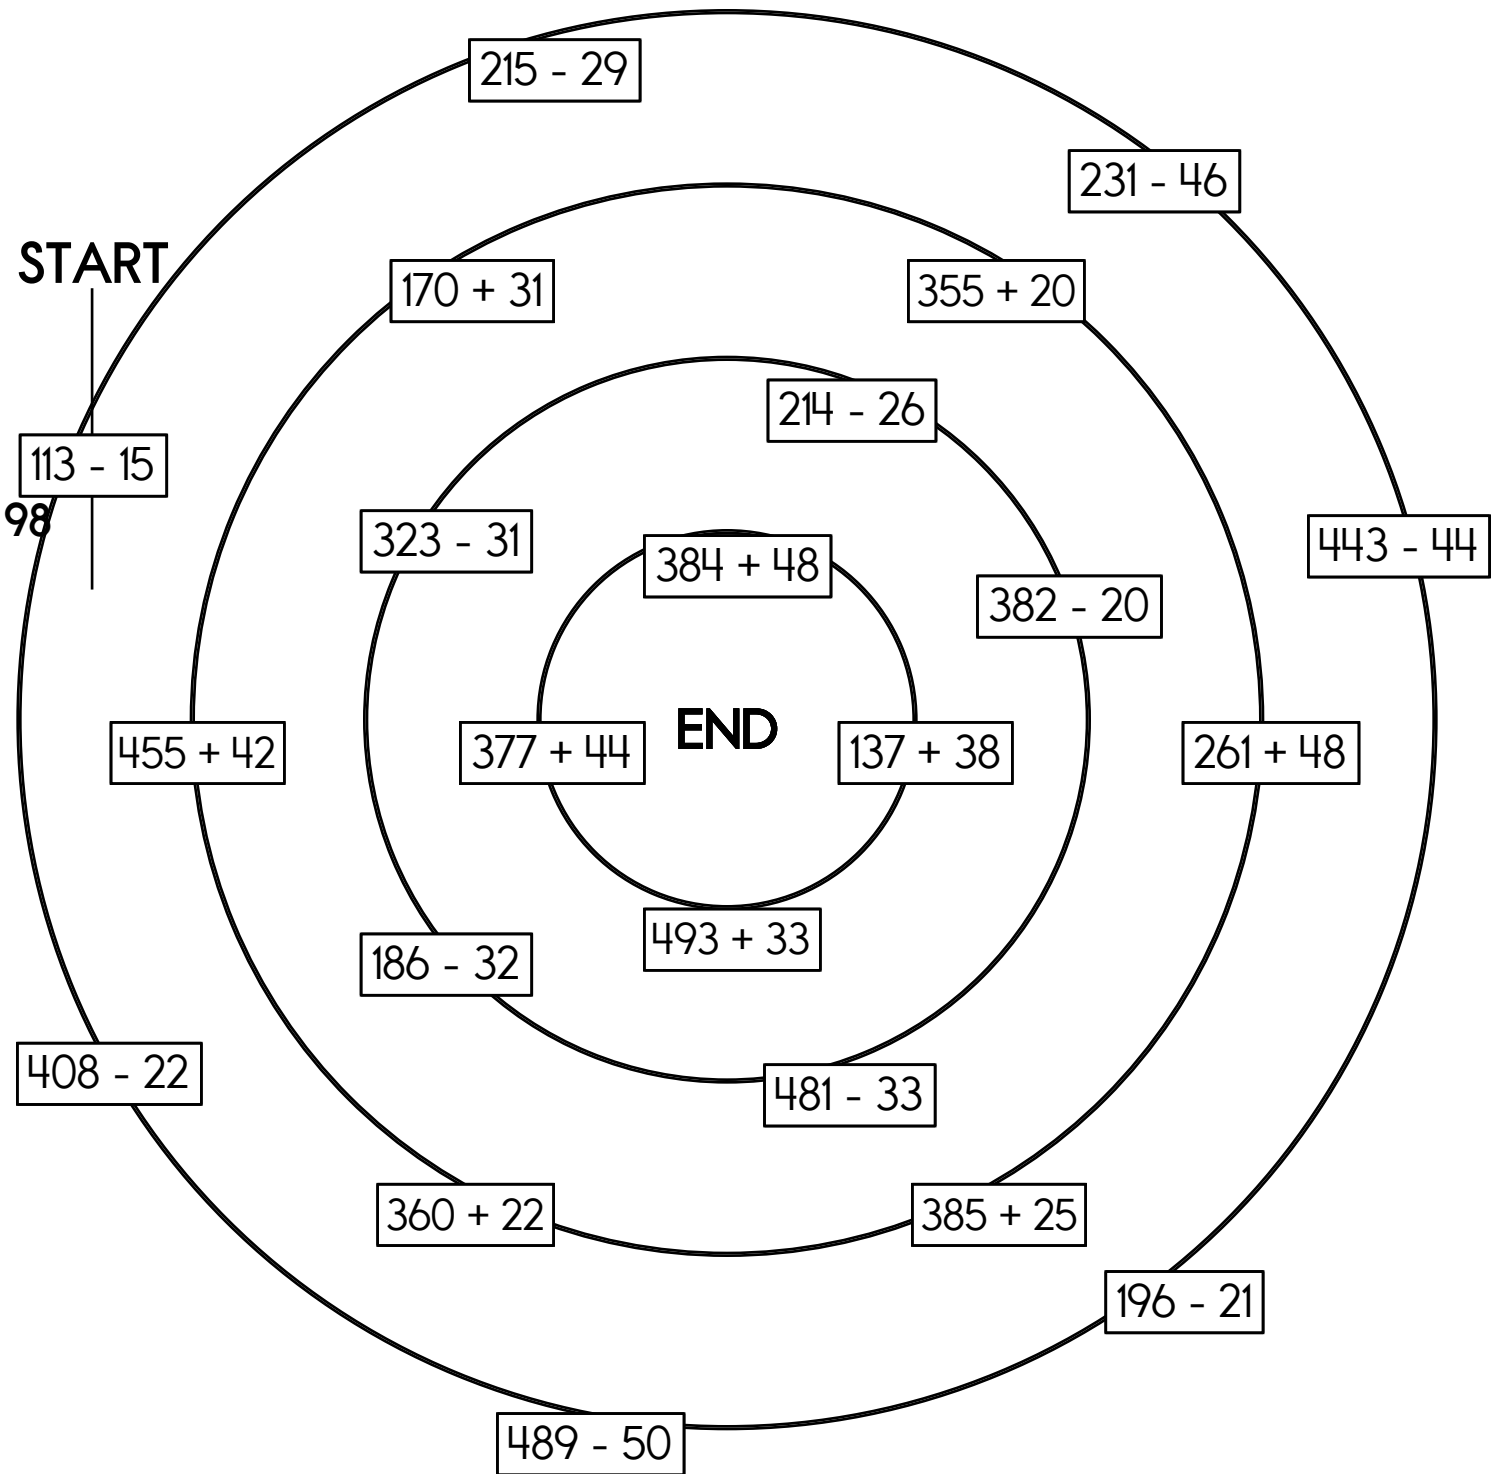 215 - 29
231 - 46
START
170 + 31
355 + 20
214 - 26
113 - 15
98
323 - 31
443 - 44
384 + 48
382 - 20
END
455 + 42
377 + 44
137 + 38
261 + 48
493 + 33
186 - 32
408 - 22
481 - 33
360 + 22
385 + 25
196 - 21
489 - 50